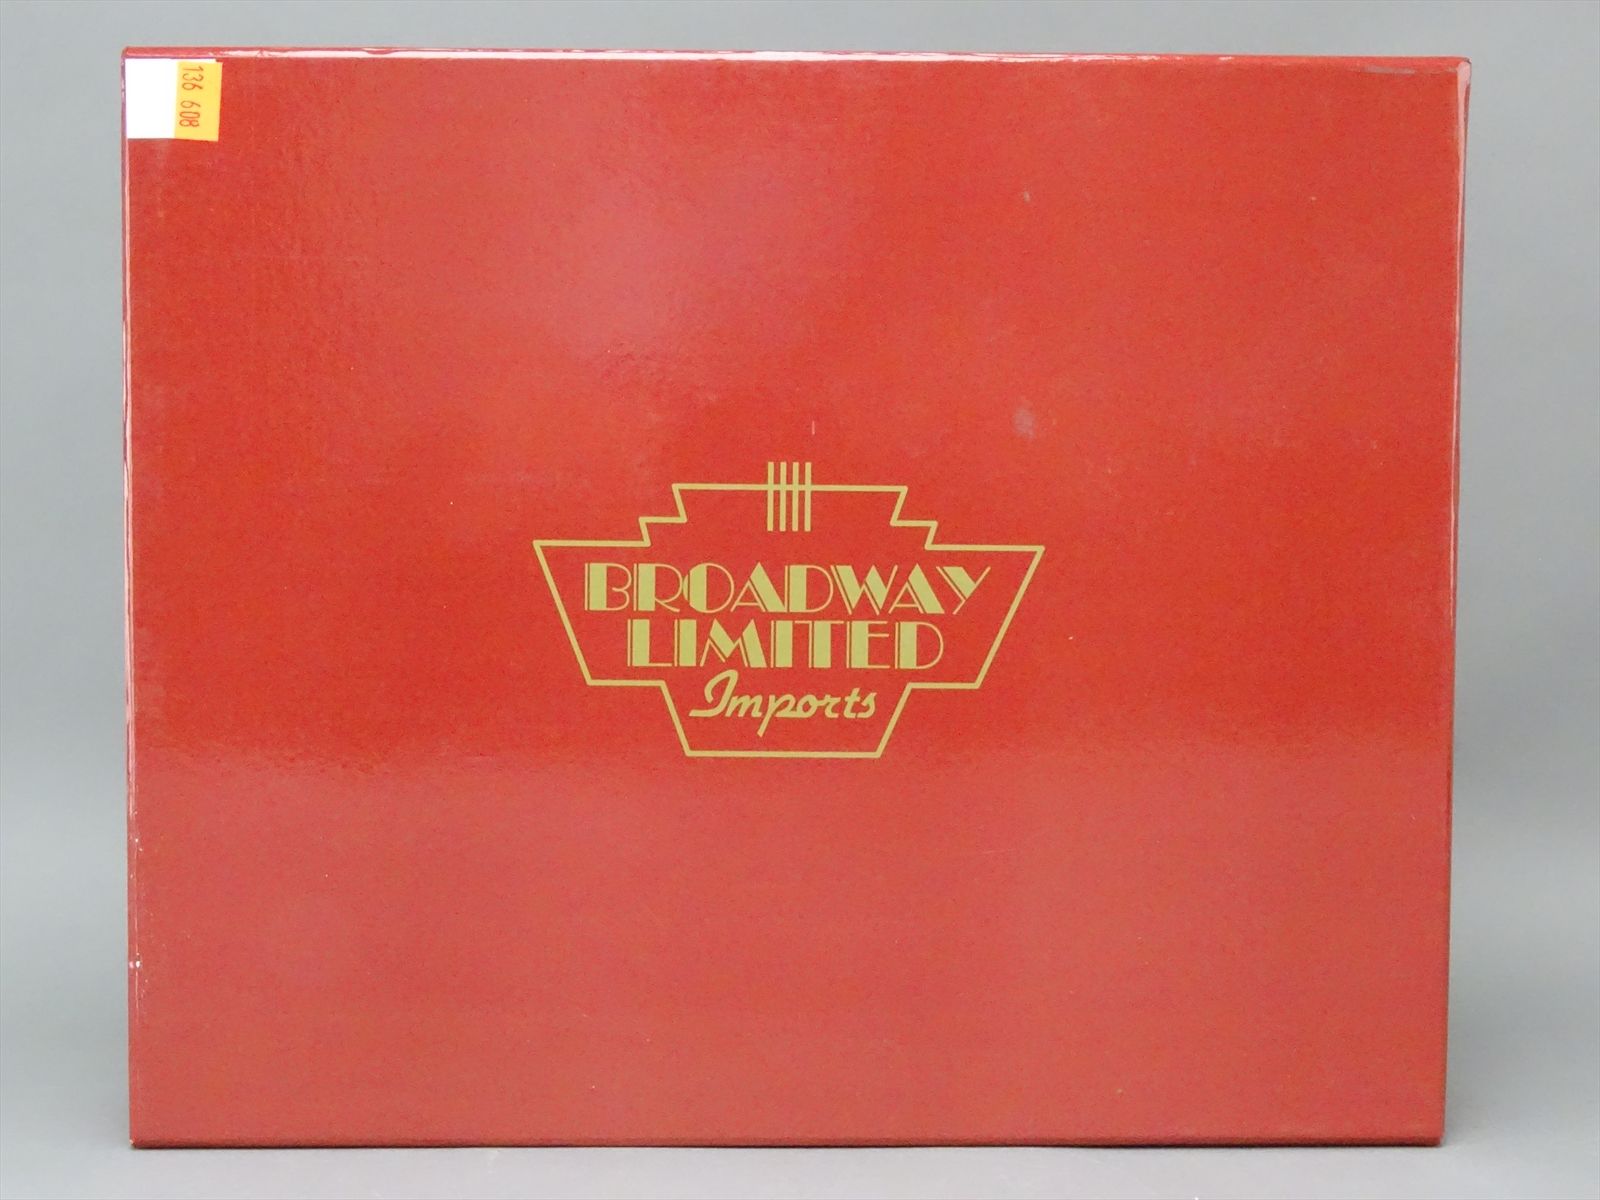 136 608
BROADWAY
LIMITED
Imports